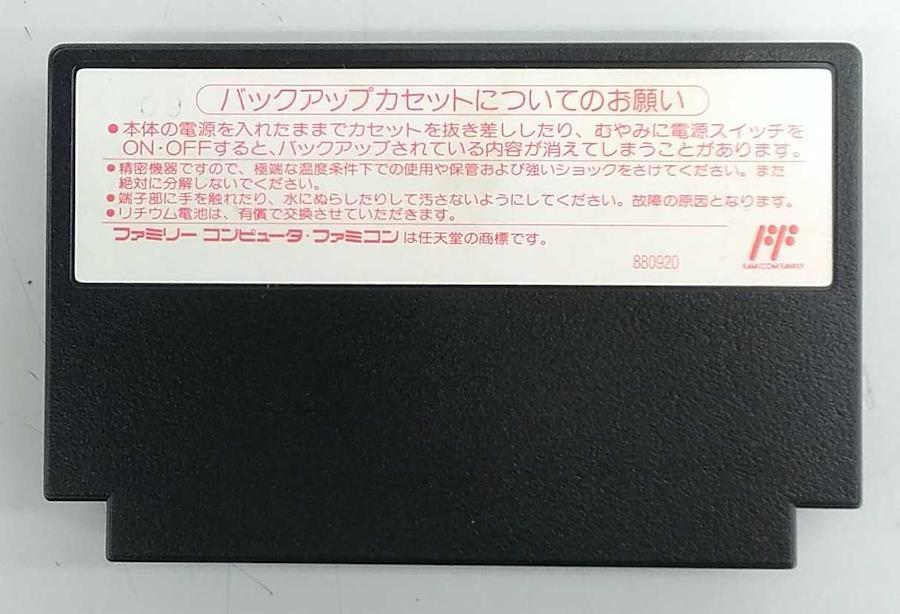 バックアップカセットについてのお願い
●本体の電源を入れたままでカセットを抜き差ししたり、むやみに電源スイッチを
ON・OFFすると、バックアップされている内容が消えてしまうことがあります。
●精密機器ですので、極端な温度条件下での使用や保管および強いショックをさけてください。また
絶対に分解しないでください。
●端子部に手を触れたり、水にぬらしたりして汚さないようにしてください。故障の原因となります。
●リチウム電池は、有償で交換させていただきます。
ファミリー コンピュータ・ファミコンは任天堂の商標です。
880920
FAMICOM FAMILY